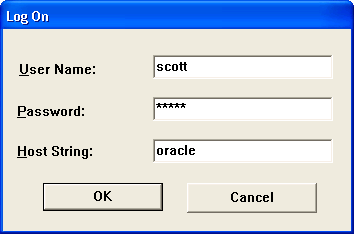 Log On
User Name: scott
Password: *****
Host String: oracle
OK Cancel